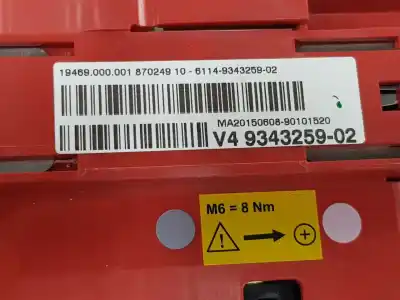 19469.000.001 870249 10 - 6114-9343259-02
MA20150608-90101520
V4 9343259-02
M6 = 8 Nm